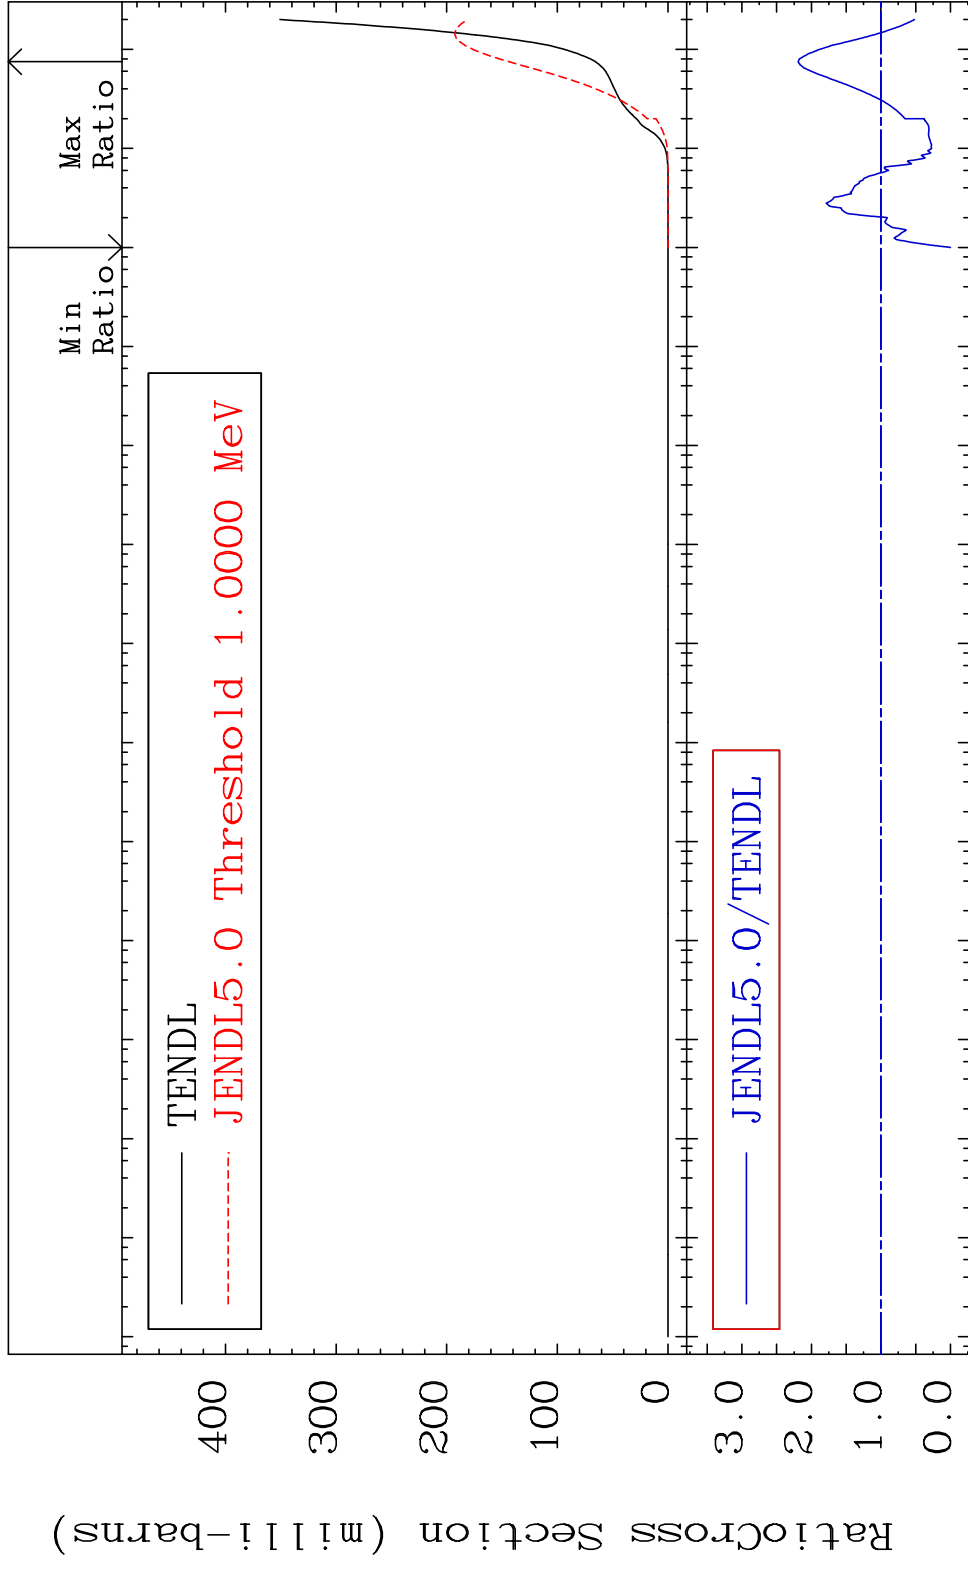 Min
Ratio
Max
Ratio
TENDL
JENDL5.0 Threshold 1.0000 MeV
400
300
200
100
0
Cross Section (milli-barns)
JENDL5.0/TENDL
3.0
2.0
1.0
0.0
Ratio